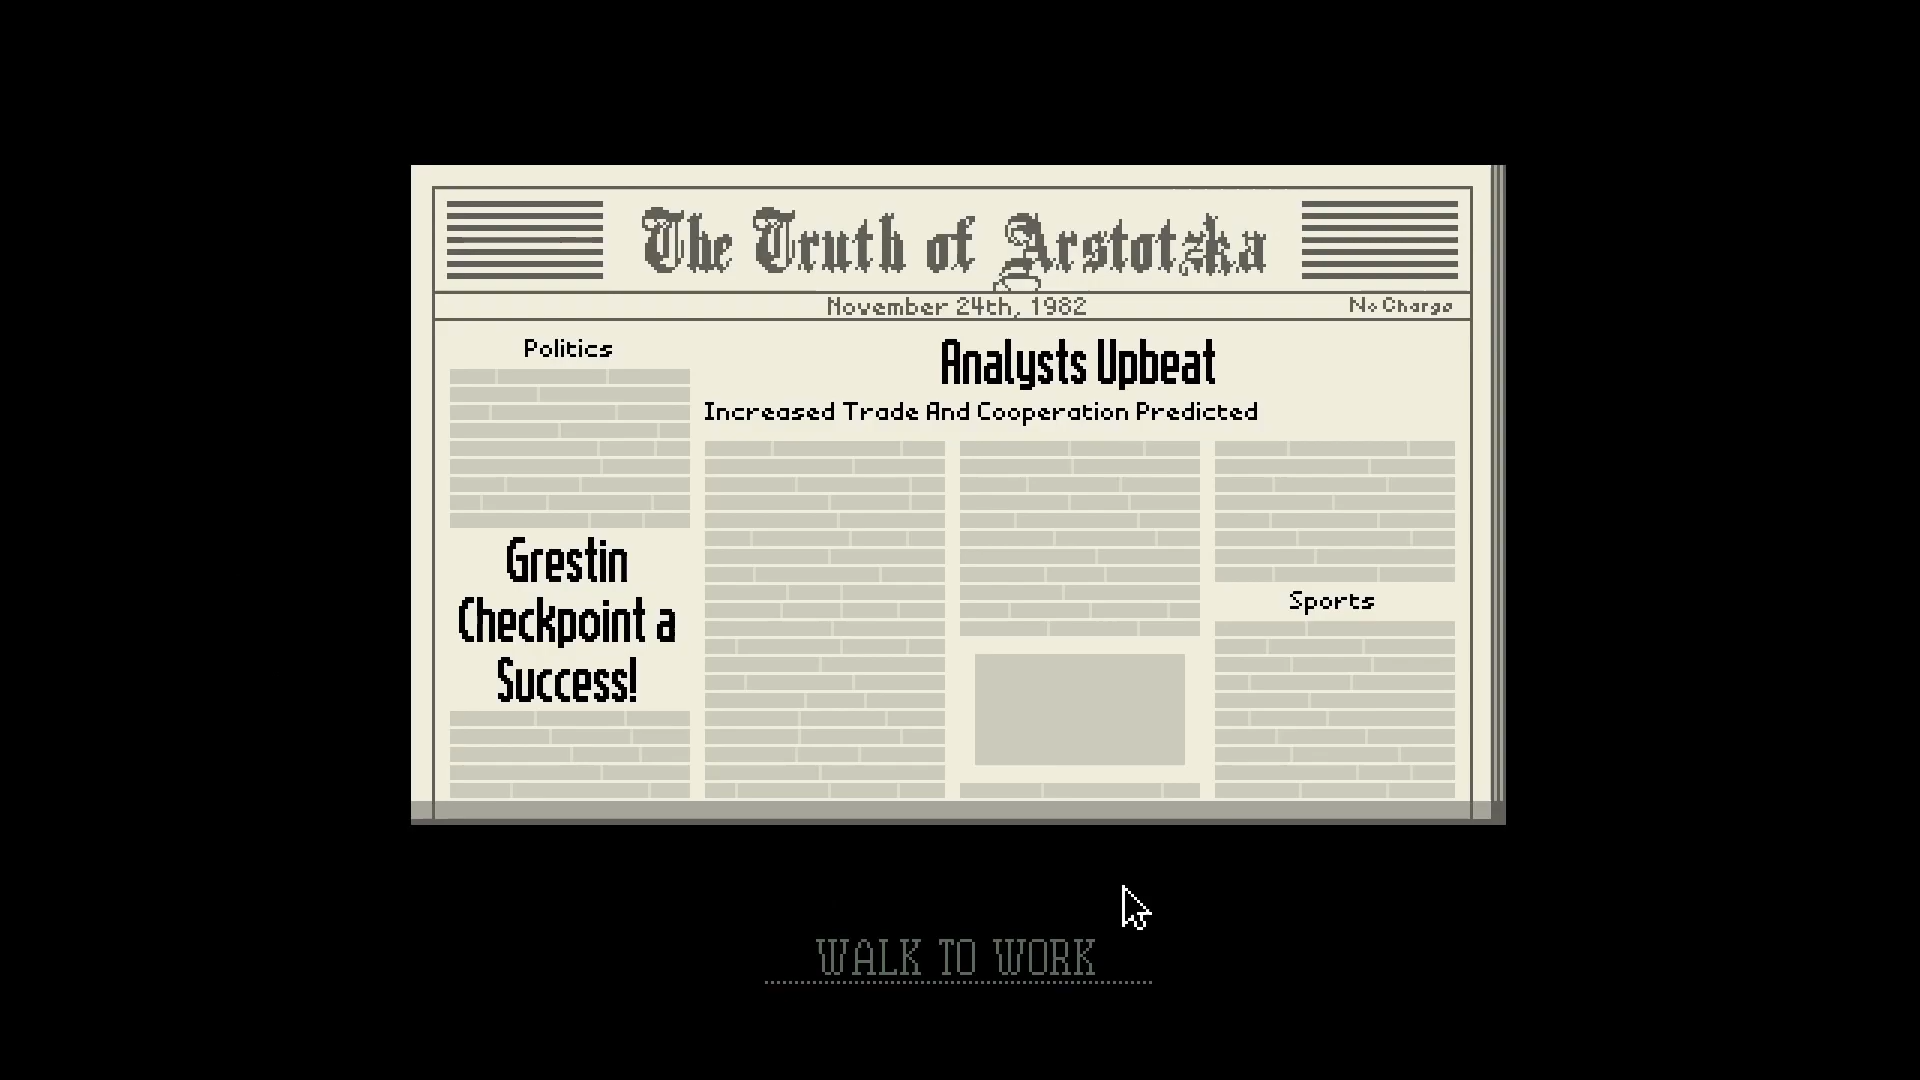 The Truth of Arstotzka
November 24th, 1982
No Charge
Politics
Grestin
Checkpoint a
Success!
Analysts Upbeat
Increased Trade And Cooperation Predicted
Sports
WALK TO WORK